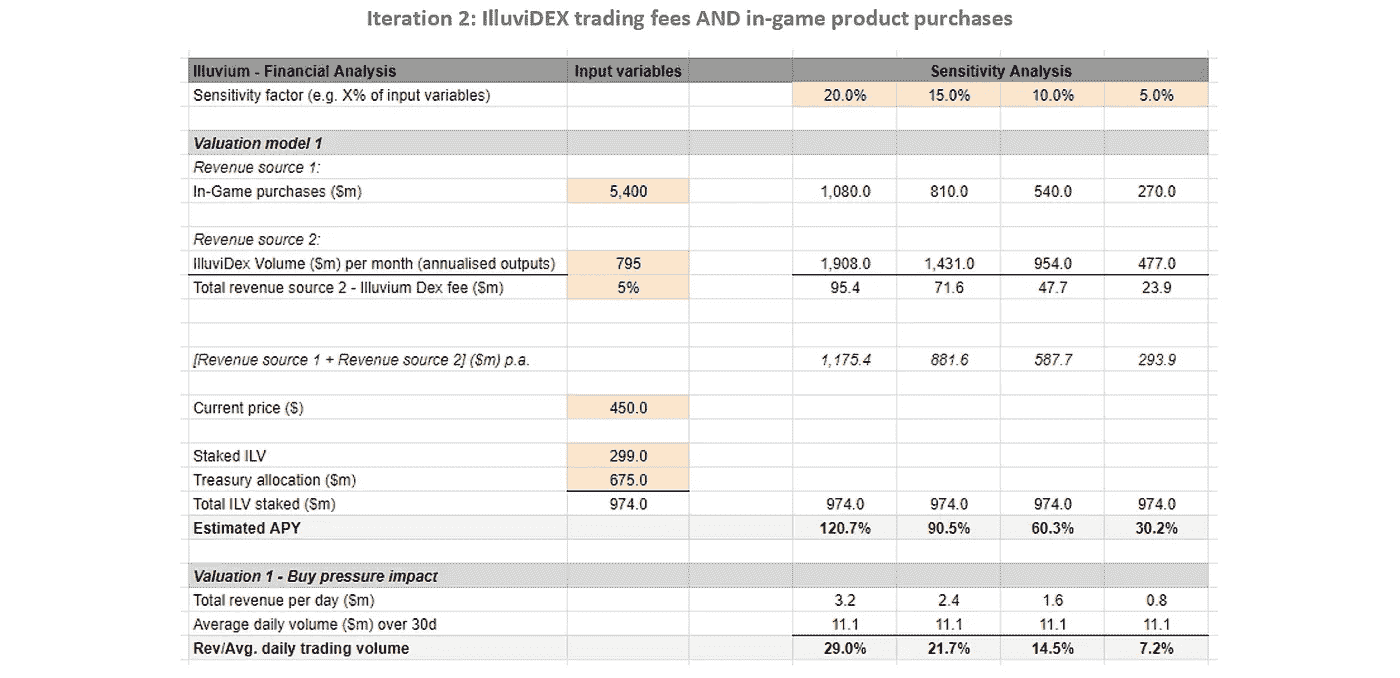 Iteration 2: IlluviDEX trading fees AND in-game product purchases
Illuvium - Financial Analysis Input variables Sensitivity Analysis
Sensitivity factor (e.g. X% of input variables) 20.0% 15.0% 10.0% 5.0%
Valuation model 1
Revenue source 1:
In-Game purchases ($m) 5,400 1,080.0 810.0 540.0 270.0
Revenue source 2:
IlluviDex Volume ($m) per month (annualised outputs) 795 1,908.0 1,431.0 954.0 477.0
Total revenue source 2 - Illuvium Dex fee ($m) 5% 95.4 71.6 47.7 23.9
[Revenue source 1 + Revenue source 2] ($m) p.a. 1,175.4 881.6 587.7 293.9
Current price ($) 450.0
Staked ILV 299.0
Treasury allocation ($m) 675.0
Total ILV staked ($m) 974.0 974.0 974.0 974.0 974.0
Estimated APY 120.7% 90.5% 60.3% 30.2%
Valuation 1 - Buy pressure impact
Total revenue per day ($m) 3.2 2.4 1.6 0.8
Average daily volume ($m) over 30d 11.1 11.1 11.1 11.1
Rev/Avg. daily trading volume 29.0% 21.7% 14.5% 7.2%